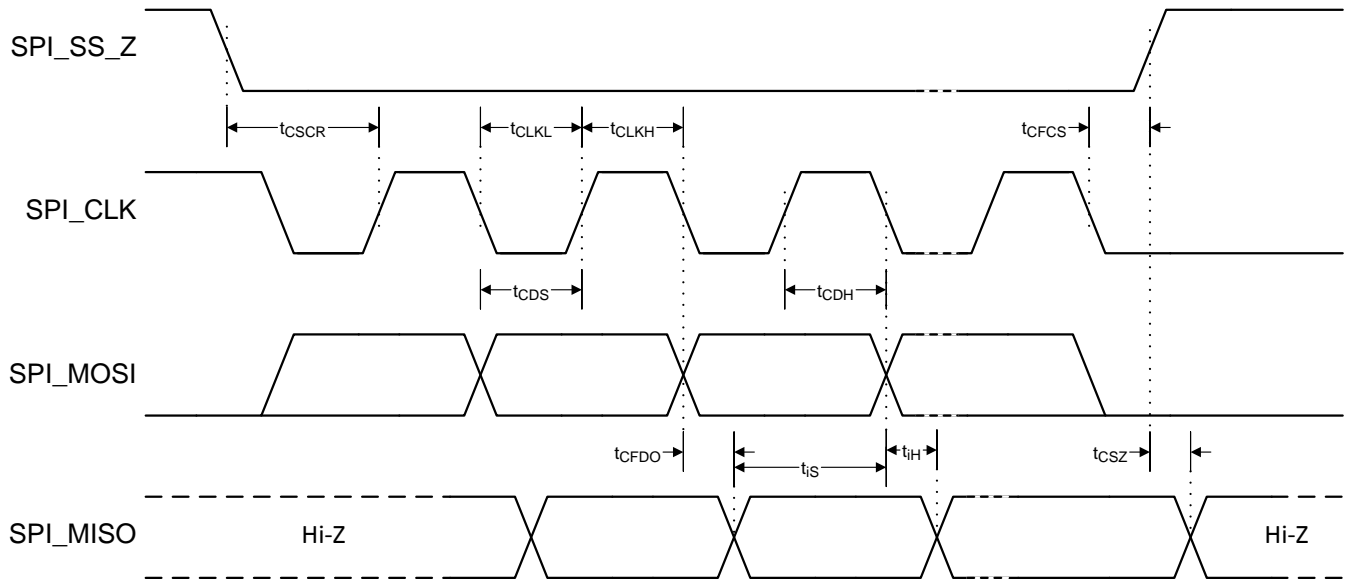 SPI_SS_Z
tCSCR
tCLKL
tCLKH
tCFCS
SPI_CLK
tCDS
tCDH
SPI_MOSI
tCFDO
tiS
tiH
tCSZ
SPI_MISO
Hi-Z
Hi-Z